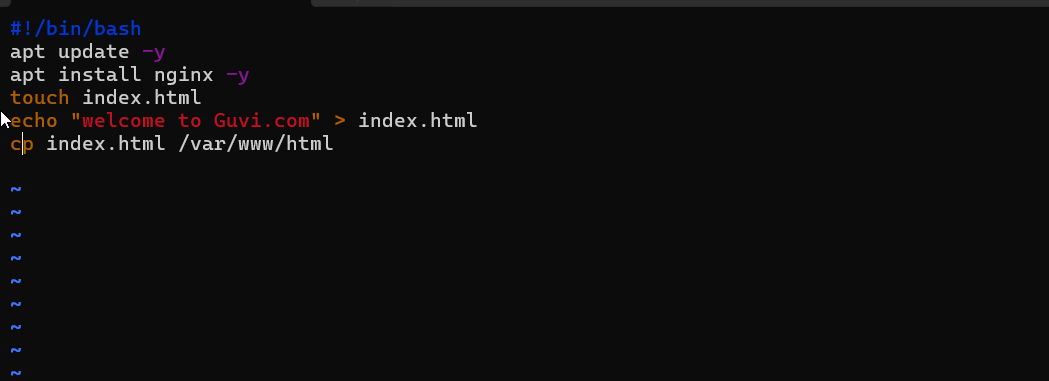 #!/bin/bash
apt update -y
apt install nginx -y
touch index.html
echo "welcome to Guvi.com" > index.html
cp index.html /var/www/html
~
~
~
~
~
~
~
~
~